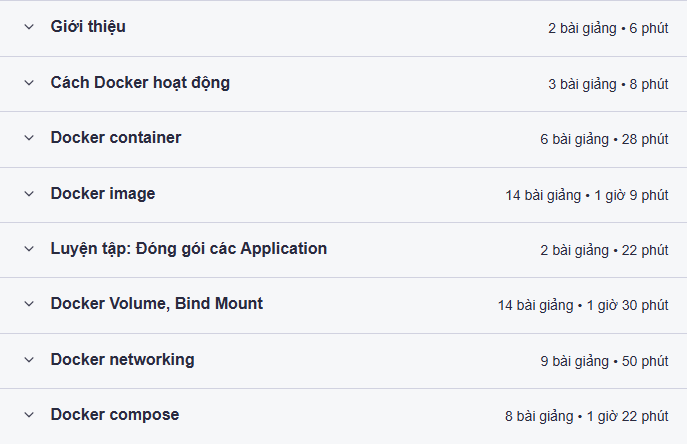 Giới thiệu 2 bài giảng • 6 phút
Cách Docker hoạt động 3 bài giảng • 8 phút
Docker container 6 bài giảng • 28 phút
Docker image 14 bài giảng • 1 giờ 9 phút
Luyện tập: Đóng gói các Application 2 bài giảng • 22 phút
Docker Volume, Bind Mount 14 bài giảng • 1 giờ 30 phút
Docker networking 9 bài giảng • 50 phút
Docker compose 8 bài giảng • 1 giờ 22 phút